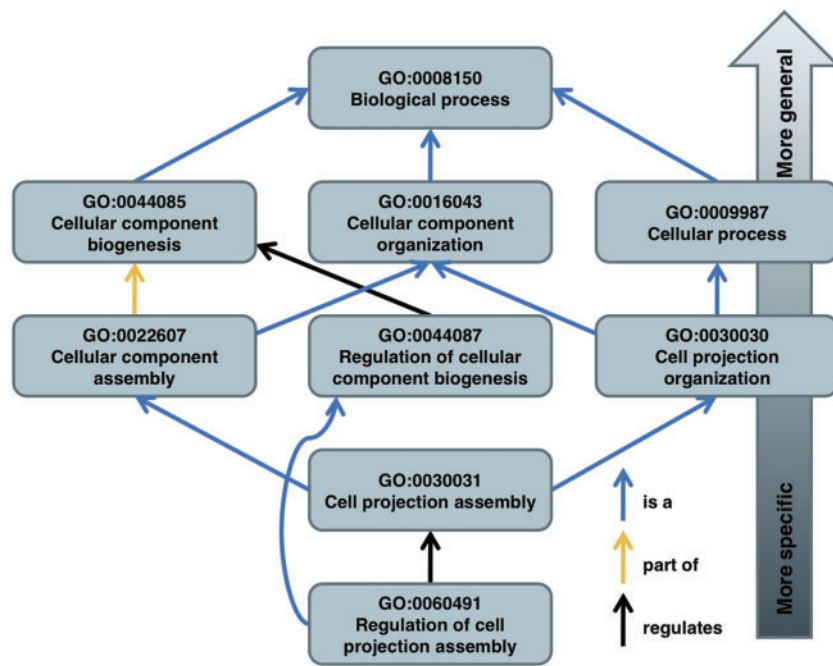 GO:0008150
Biological process
GO:0044085
Cellular component
biogenesis
GO:0016043
Cellular component
organization
GO:0009987
Cellular process
GO:0022607
Cellular component
assembly
GO:0044087
Regulation of cellular
component biogenesis
GO:0030030
Cell projection
organization
GO:0030031
Cell projection assembly
GO:0060491
Regulation of cell
projection assembly
is a
part of
regulates
More general
More specific